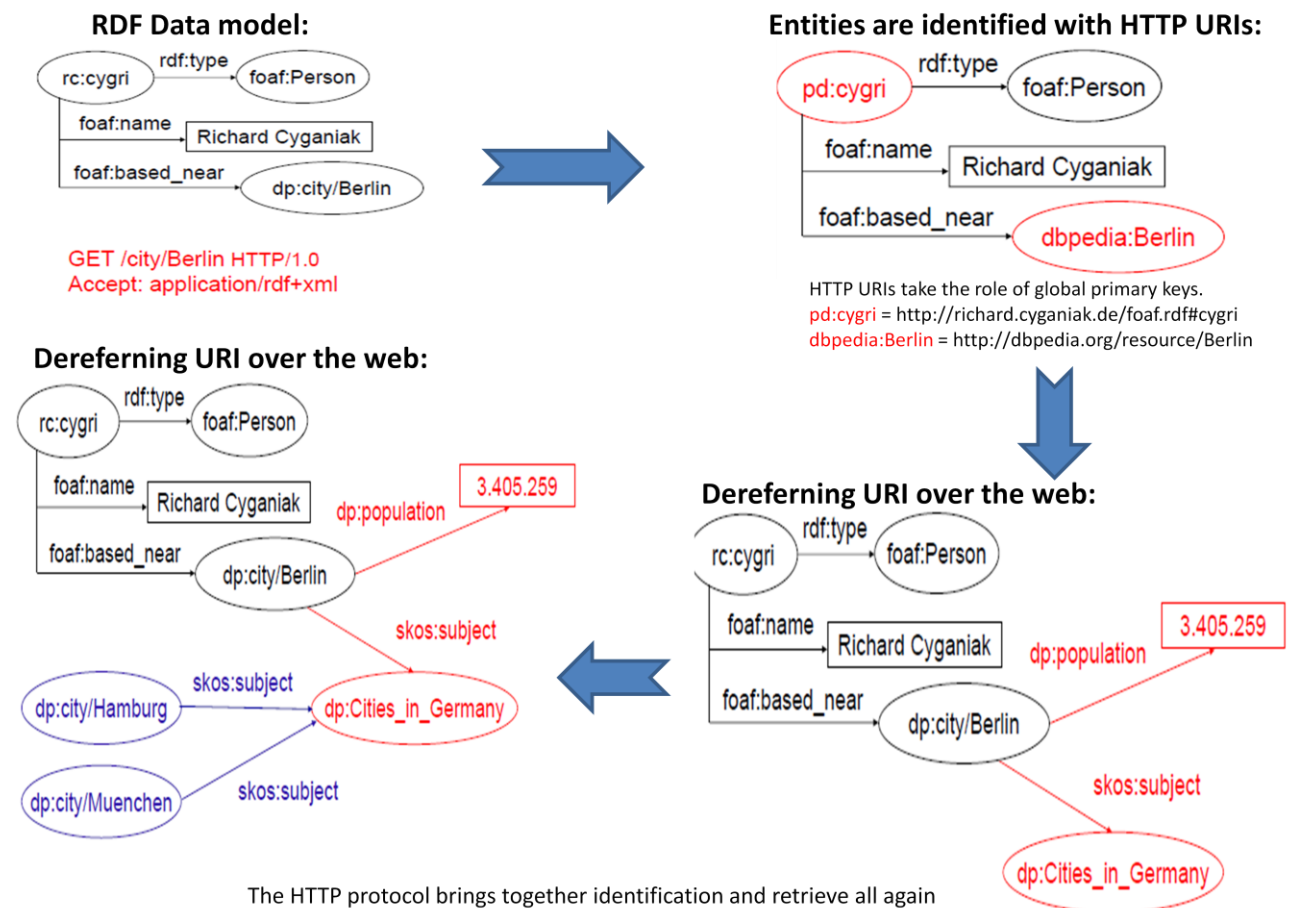 RDF Data model:
rc:cygri
rdf:type
foaf:Person
foaf:name
Richard Cyganiak
foaf:based_near
dp:city/Berlin
GET /city/Berlin HTTP/1.0
Accept: application/rdf+xml
Entities are identified with HTTP URIs:
pd:cygri
rdf:type
foaf:Person
foaf:name
Richard Cyganiak
foaf:based_near
dbpedia:Berlin
HTTP URIs take the role of global primary keys.
pd:cygri = http://richard.cyganiak.de/foaf.rdf#cygri
dbpedia:Berlin = http://dbpedia.org/resource/Berlin
Dereferning URI over the web:
rc:cygri
rdf:type
foaf:Person
foaf:name
Richard Cyganiak
foaf:based_near
dp:city/Berlin
dp:population
3.405.259
skos:subject
dp:Cities_in_Germany
Dereferning URI over the web:
rc:cygri
rdf:type
foaf:Person
foaf:name
Richard Cyganiak
foaf:based_near
dp:city/Berlin
dp:population
3.405.259
skos:subject
skos:subject
dp:city/Hamburg
dp:Cities_in_Germany
dp:city/Muenchen
skos:subject
The HTTP protocol brings together identification and retrieve all again